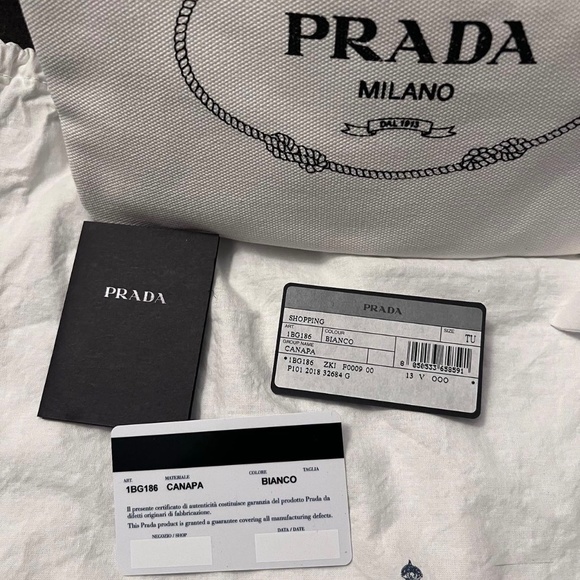 PRADA
MILANO
DAL 1913
PRADA
PRADA
SHOPPING
SIZE
TU
ART.
1BG186
COLOUR
BIANCO
GROUP NAME
CANAPA
8 050533 658591
*1BG186 ZKI F0009 00
13 V OOO
P101 2018 32684 G
ART MATERIALE COLORE TAGLIA
1BG186 CANAPA BIANCO
Il presente certificato di autenticità costituisce garanzia del prodotto Prada da
difetti originari di fabbricazione.
This Prada product is granted a guarantee covering all manufacturing defects.
NEGOZIO / SHOP
DATA / DATE